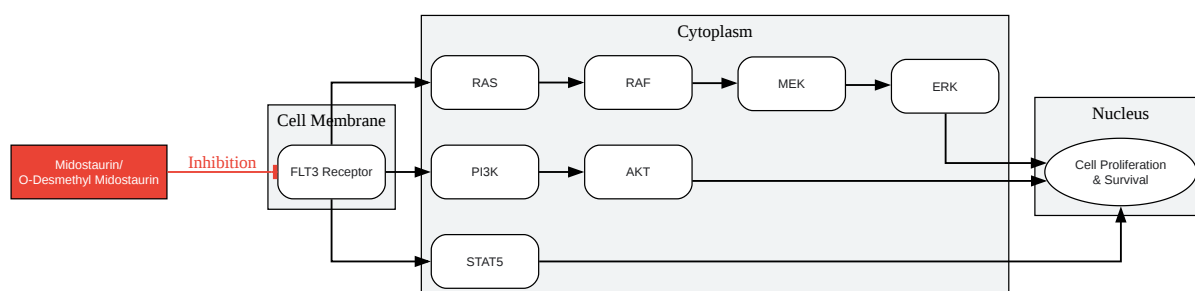 Cytoplasm
RAS
RAF
MEK
ERK
Cell Membrane
Nucleus
Midostaurin/
O-Desmethyl Midostaurin
Inhibition
FLT3 Receptor
PI3K
AKT
Cell Proliferation
& Survival
STAT5